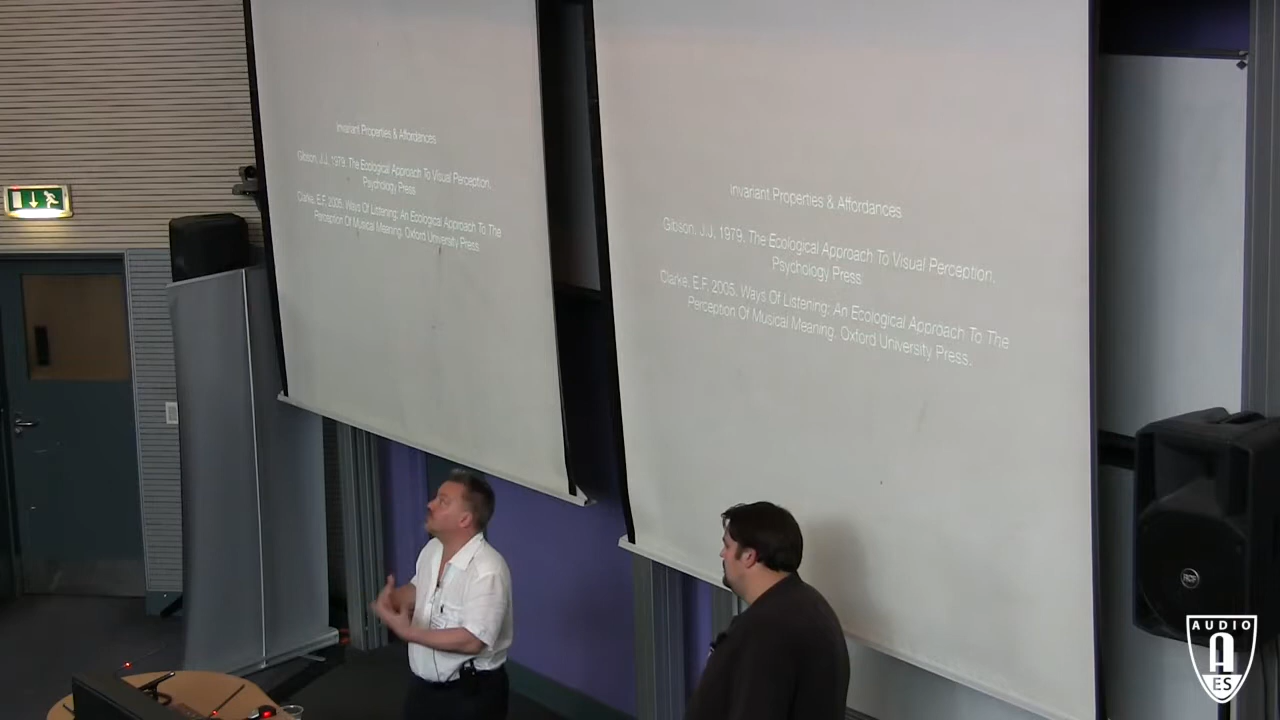 Invariant Properties & Affordances
Gibson, J.J, 1979. The Ecological Approach To Visual Perception.
Psychology Press
Clarke, E.F, 2005. Ways Of Listening: An Ecological Approach To The
Perception Of Musical Meaning. Oxford University Press.
Invariant Properties & Affordances
Gibson, J.J, 1979. The Ecological Approach To Visual Perception.
Psychology Press
Clarke, E.F, 2005. Ways Of Listening: An Ecological Approach To The
Perception Of Musical Meaning. Oxford University Press.
RCF
AUDIO
A
ES